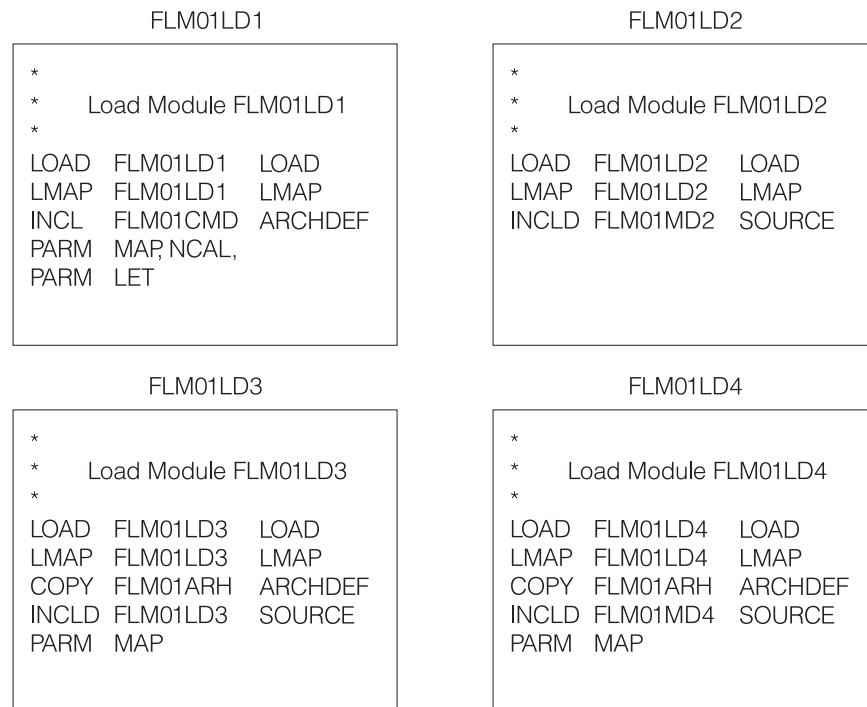 FLM01LD1
*
* Load Module FLM01LD1
*
LOAD FLM01LD1 LOAD
LMAP FLM01LD1 LMAP
INCL FLM01CMD ARCHDEF
PARM MAP, NCAL,
PARM LET
FLM01LD2
*
* Load Module FLM01LD2
*
LOAD FLM01LD2 LOAD
LMAP FLM01LD2 LMAP
INCLD FLM01MD2 SOURCE
FLM01LD3
*
* Load Module FLM01LD3
*
LOAD FLM01LD3 LOAD
LMAP FLM01LD3 LMAP
COPY FLM01ARH ARCHDEF
INCLD FLM01LD3 SOURCE
PARM MAP
FLM01LD4
*
* Load Module FLM01LD4
*
LOAD FLM01LD4 LOAD
LMAP FLM01LD4 LMAP
COPY FLM01ARH ARCHDEF
INCLD FLM01MD4 SOURCE
PARM MAP